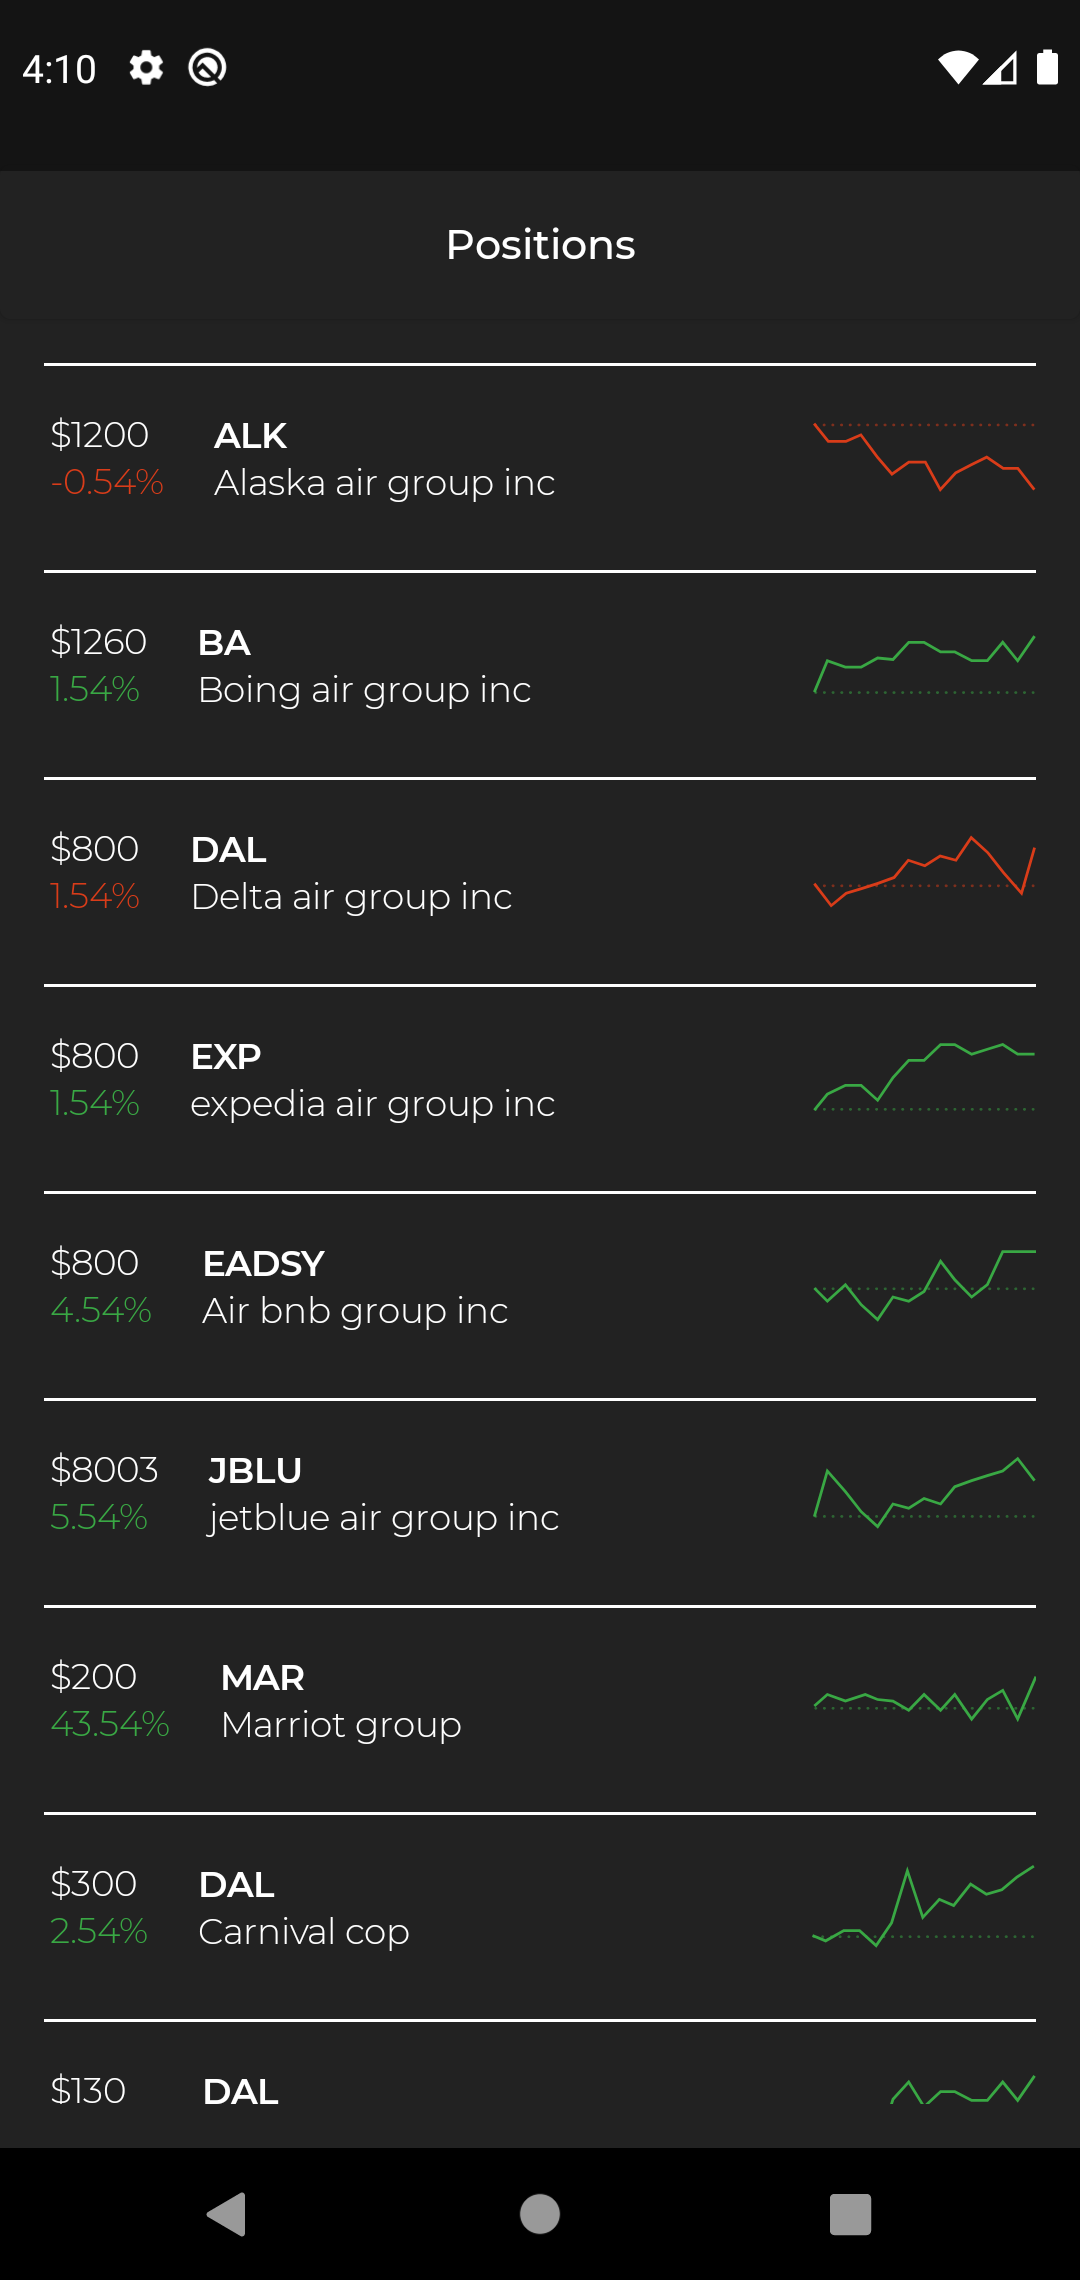 4:10
Positions
$1200 ALK
-0.54% Alaska air group inc
$1260 BA
1.54% Boing air group inc
$800 DAL
1.54% Delta air group inc
$800 EXP
1.54% expedia air group inc
$800 EADSY
4.54% Air bnb group inc
$8003 JBLU
5.54% jetblue air group inc
$200 MAR
43.54% Marriot group
$300 DAL
2.54% Carnival cop
$130 DAL